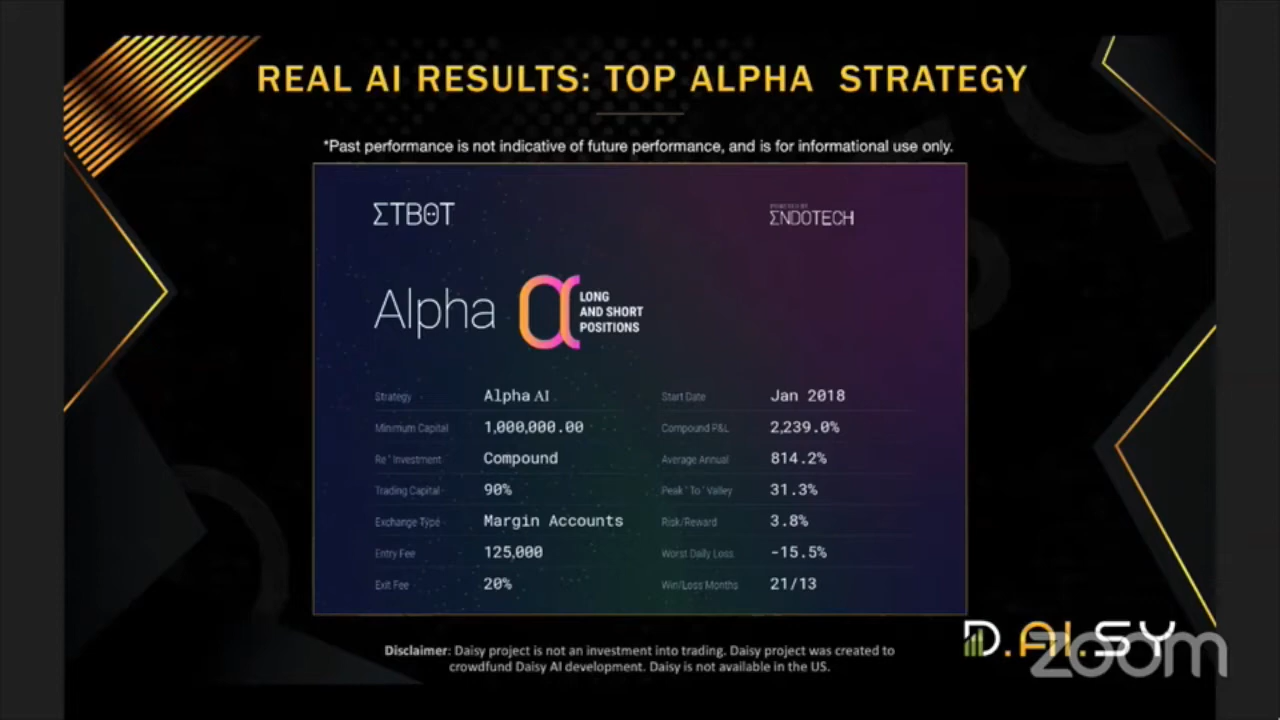 REAL AI RESULTS: TOP ALPHA STRATEGY
*Past performance is not indicative of future performance, and is for informational use only.
ΣTBOT
POWERED BY
ΣNDOTECH
Alpha
LONG
AND SHORT
POSITIONS
Strategy Alpha AI Start Date Jan 2018
Minimum Capital 1,000,000.00 Compound P&L 2,239.0%
Re'Investment Compound Average Annual 814.2%
Trading Capital 90% Peak'To'Valley 31.3%
Exchange Type Margin Accounts Risk/Reward 3.8%
Entry Fee 125,000 Worst Daily Loss -15.5%
Exit Fee 20% Win/Loss Months 21/13
D.AI.SY
zoom
Disclaimer: Daisy project is not an investment into trading. Daisy project was created to
crowdfund Daisy AI development. Daisy is not available in the US.